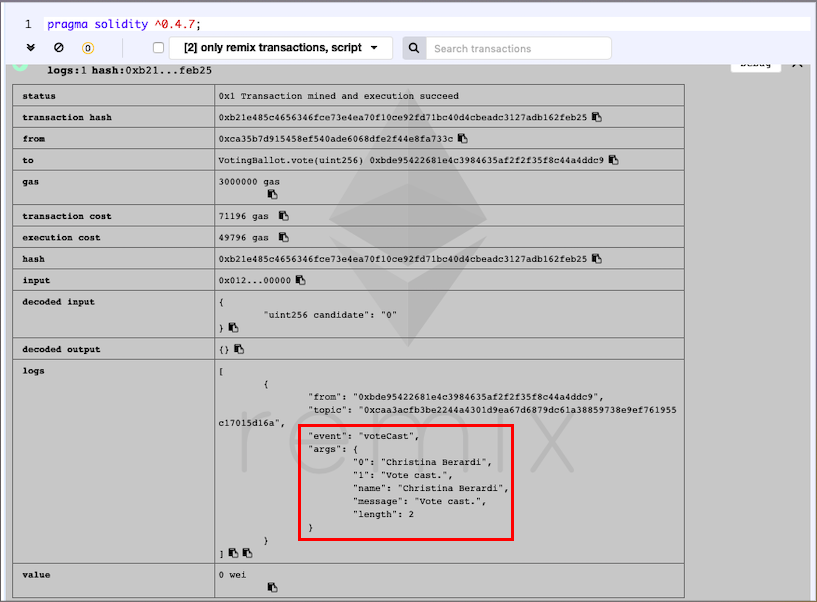 1 pragma solidity ^0.4.7;
0 [2] only remix transactions, script Search transactions
logs:1 hash:0xb21...feb25 Debug
status 0x1 Transaction mined and execution succeed
transaction hash 0xb21e485c4656346fce73e4ea70f10ce92fd71bc40d4cbeadc3127adb162feb25
from 0xca35b7d915458ef540ade6068dfe2f44e8fa733c
to VotingBallot.vote(uint256) 0xbde95422681e4c3984635af2f2f35f8c44a4ddc9
gas 3000000 gas
transaction cost 71196 gas
execution cost 49796 gas
hash 0xb21e485c4656346fce73e4ea70f10ce92fd71bc40d4cbeadc3127adb162feb25
input 0x012...00000
decoded input {
"uint256 candidate": "0"
}
decoded output {}
logs [
{
"from": "0xbde95422681e4c3984635af2f2f35f8c44a4ddc9",
"topic": "0xcaa3acfb3be2244a4301d9ea67d6879dc61a38859738e9ef761955
c17015d16a",
"event": "voteCast",
"args": {
"0": "Christina Berardi",
"1": "Vote cast.",
"name": "Christina Berardi",
"message": "Vote cast.",
"length": 2
}
}
]
value 0 wei
remix